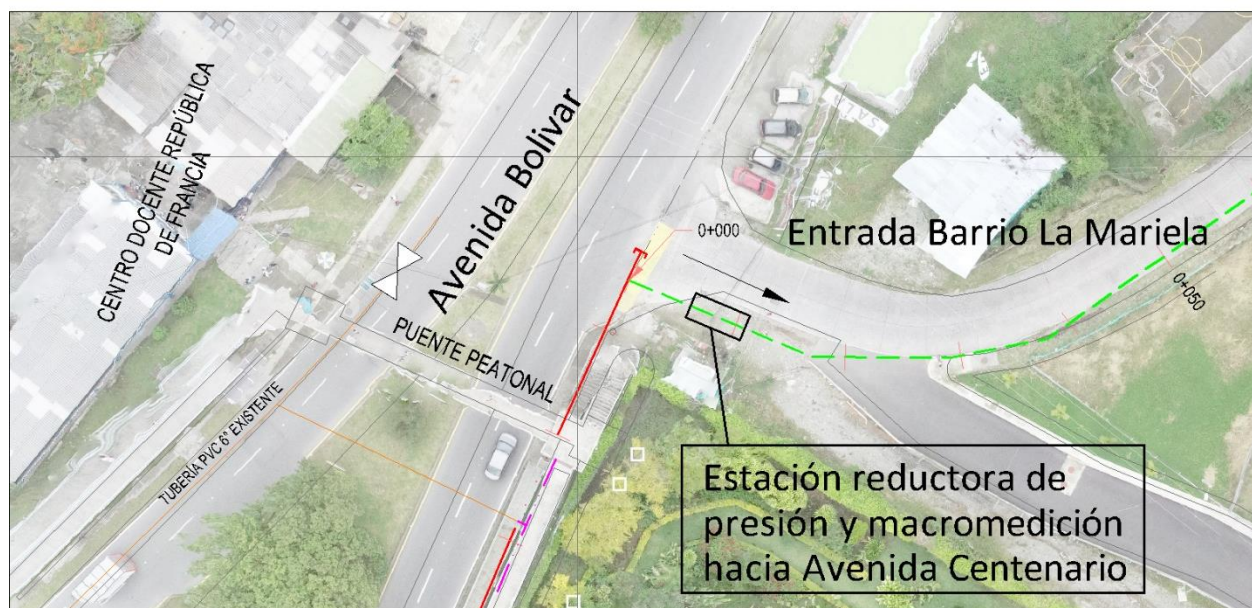 CENTRO DOCENTE REPÚBLICA
DE FRANCIA
Avenida Bolivar
0+000
Entrada Barrio La Mariela
0+050
PUENTE PEATONAL
TUBERÍA PVC 6" EXISTENTE
Estación reductora de
presión y macromedición
hacia Avenida Centenario